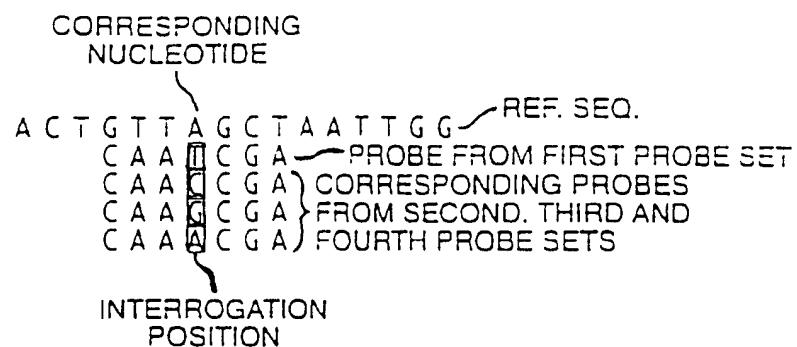 CORRESPONDING
NUCLEOTIDE
A C T G T T A G C T A A T T G G REF. SEQ.
C A A T C G A PROBE FROM FIRST PROBE SET
C A A C C G A CORRESPONDING PROBES
C A A G C G A FROM SECOND, THIRD AND
C A A A C G A FOURTH PROBE SETS
INTERROGATION
POSITION